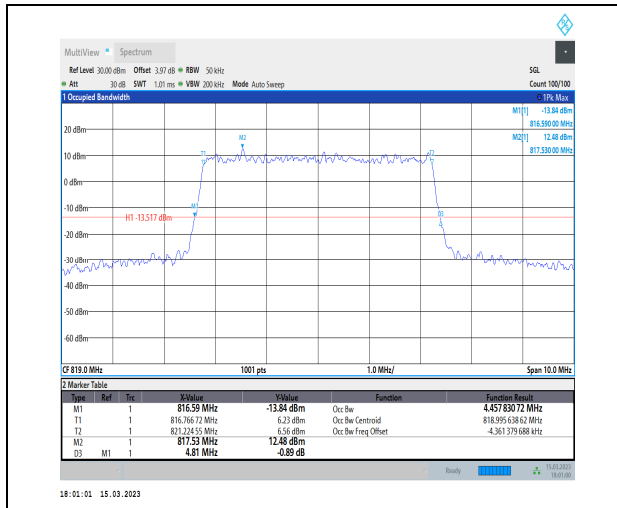 MultiView Spectrum
Ref Level 30.00 dBm Offset 3.97 dB RBW 50 kHz SGL
Att 30 dB SWT 1.01 ms VBW 200 kHz Mode Auto Sweep Count 100/100
1 Occupied Bandwidth 1Pk Max
M1[1] -13.84 dBm
816.590 00 MHz
M2[1] 12.48 dBm
817.530 00 MHz
20 dBm
M2
T1
T2
10 dBm
0 dBm
-10 dBm
M1
H1 -13.517 dBm
D3
-20 dBm
-30 dBm
-40 dBm
-50 dBm
-60 dBm
CF 819.0 MHz 1001 pts 1.0 MHz/ Span 10.0 MHz
2 Marker Table
Type Ref Trc X-Value Y-Value Function Function Result
M1 1 816.59 MHz -13.84 dBm Occ Bw 4.457 830 72 MHz
T1 1 816.766 72 MHz 6.23 dBm Occ Bw Centroid 818.995 638 62 MHz
T2 1 821.224 55 MHz 6.56 dBm Occ Bw Freq Offset -4.361 379 688 kHz
M2 1 817.53 MHz 12.48 dBm
D3 M1 1 4.81 MHz -0.89 dB
Ready 15.03.2023
18:01:00
18:01:01 15.03.2023